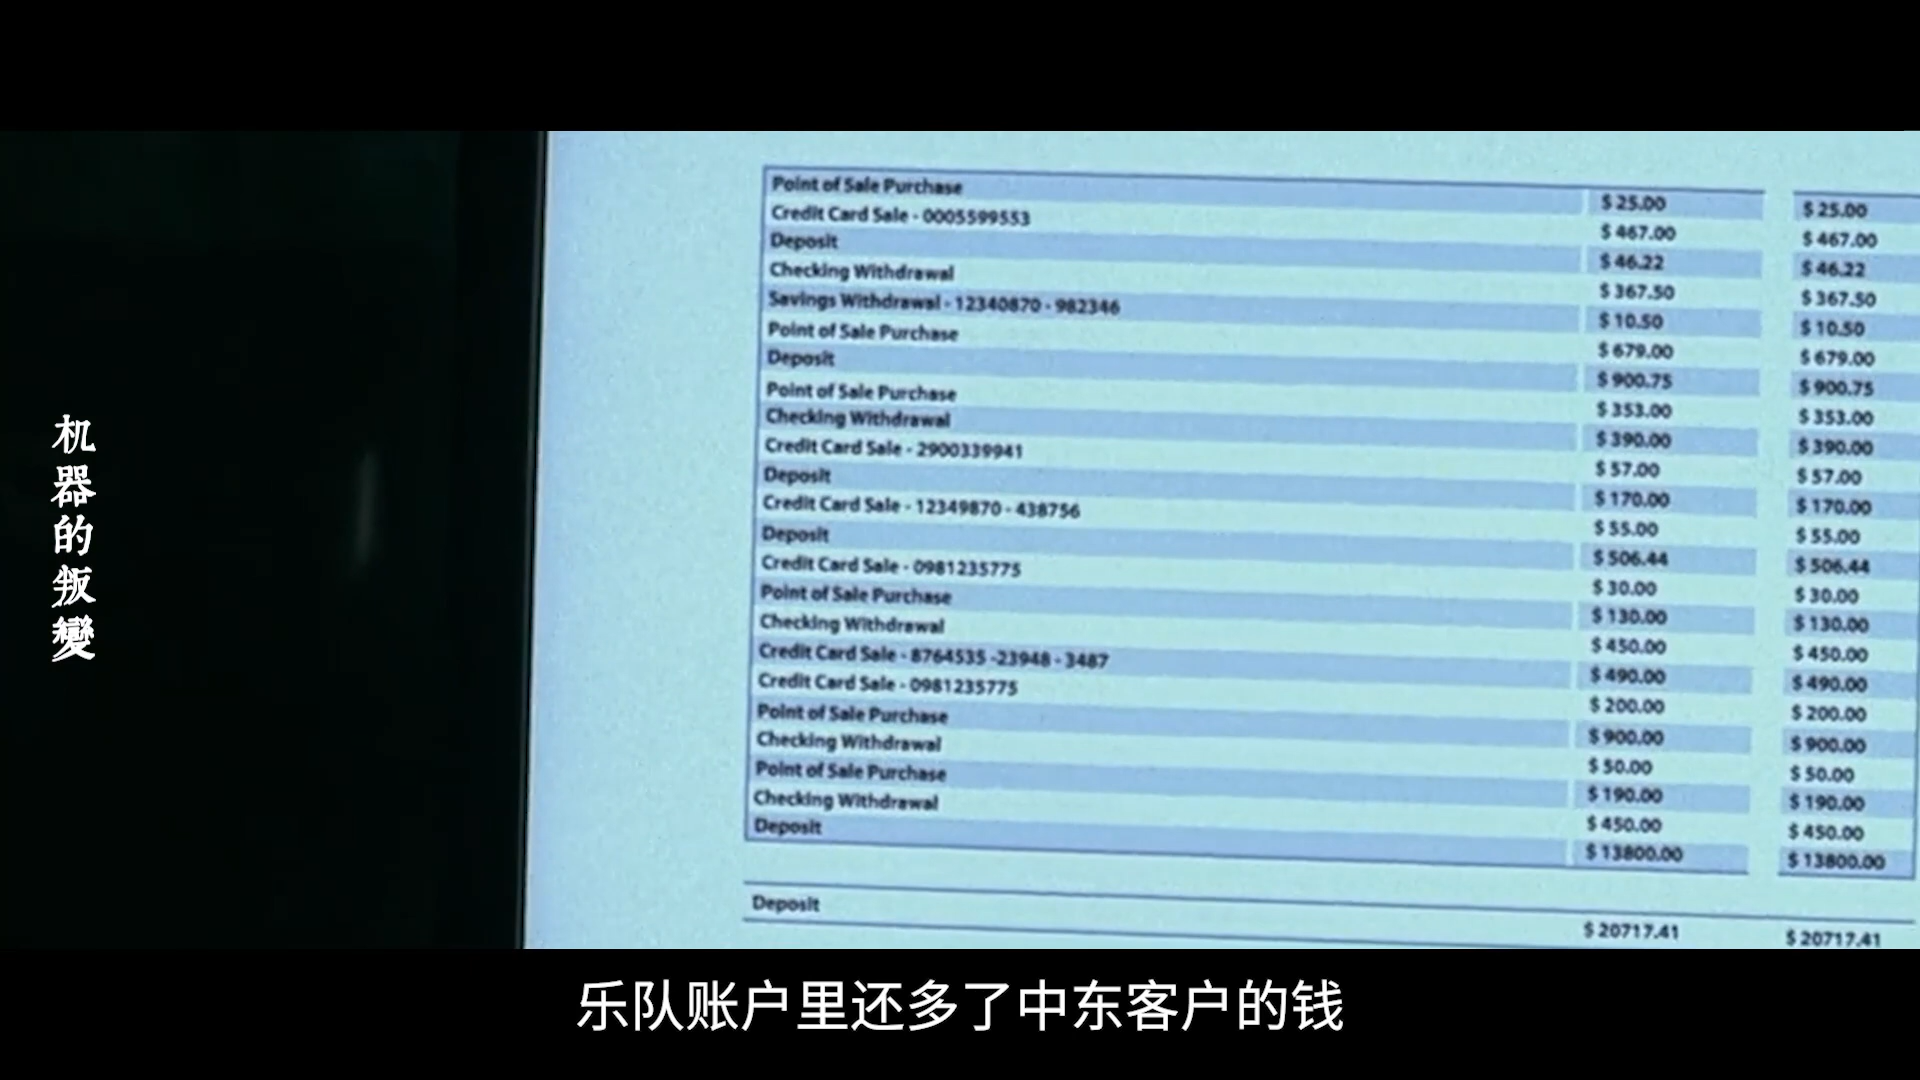 机器的叛變
Point of Sale Purchase $ 25.00 $ 25.00
Credit Card Sale - 0005599553 $ 467.00 $ 467.00
Deposit $ 46.22 $ 46.22
Checking Withdrawal $ 367.50 $ 367.50
Savings Withdrawal - 12340870 - 982346 $ 10.50 $ 10.50
Point of Sale Purchase $ 679.00 $ 679.00
Deposit $ 900.75 $ 900.75
Point of Sale Purchase $ 353.00 $ 353.00
Checking Withdrawal $ 390.00 $ 390.00
Credit Card Sale - 2900339941 $ 57.00 $ 57.00
Deposit $ 170.00 $ 170.00
Credit Card Sale - 12349870 - 438756 $ 55.00 $ 55.00
Deposit $ 506.44 $ 506.44
Credit Card Sale - 0981235775 $ 30.00 $ 30.00
Point of Sale Purchase $ 130.00 $ 130.00
Checking Withdrawal $ 450.00 $ 450.00
Credit Card Sale - 8764535 -23948 - 3487 $ 490.00 $ 490.00
Credit Card Sale - 0981235775 $ 200.00 $ 200.00
Point of Sale Purchase $ 900.00 $ 900.00
Checking Withdrawal $ 50.00 $ 50.00
Point of Sale Purchase $ 190.00 $ 190.00
Checking Withdrawal $ 450.00 $ 450.00
Deposit $ 13800.00 $ 13800.00
Deposit $ 20717.41 $ 20717.41
乐队账户里还多了中东客户的钱